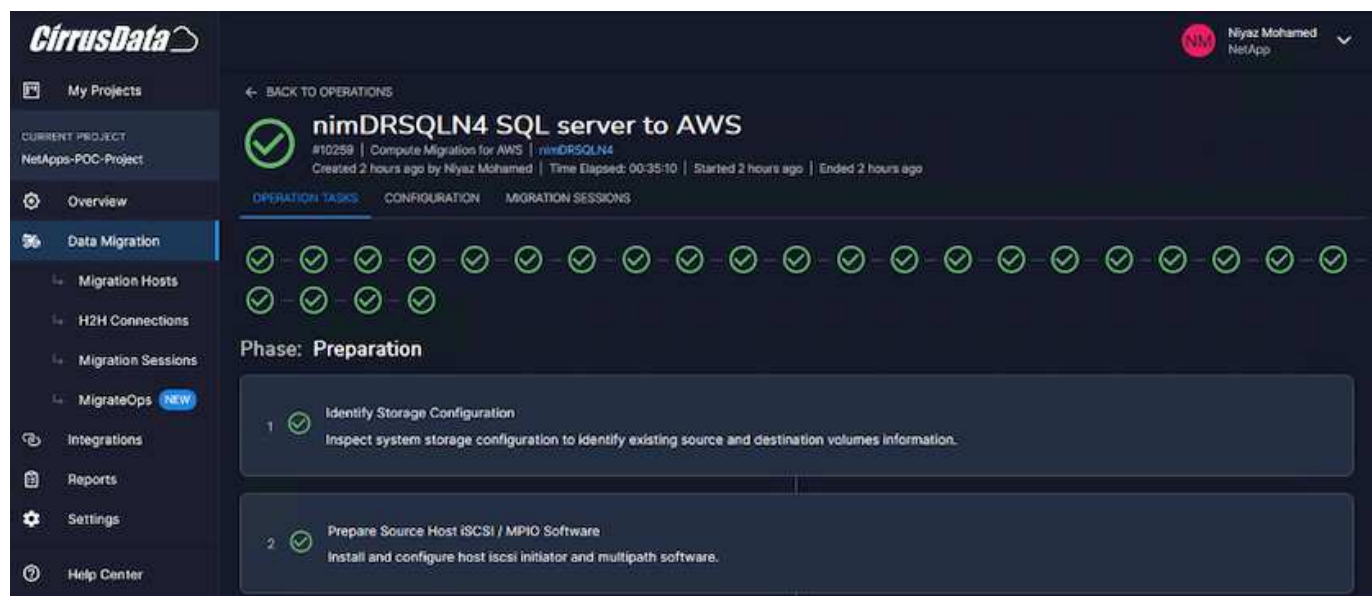 CirrusData
NM
Niyaz Mohamed
NetApp
My Projects
CURRENT PROJECT
NetApps-POC-Project
Overview
Data Migration
Migration Hosts
H2H Connections
Migration Sessions
MigrateOps NEW
Integrations
Reports
Settings
Help Center
← BACK TO OPERATIONS
nimDRSQLN4 SQL server to AWS
#10259 | Compute Migration for AWS | nimDRSQLN4
Created 2 hours ago by Niyaz Mohamed | Time Elapsed: 00:35:10 | Started 2 hours ago | Ended 2 hours ago
OPERATION TASKS CONFIGURATION MIGRATION SESSIONS
Phase: Preparation
1 Identify Storage Configuration
Inspect system storage configuration to identify existing source and destination volumes information.
2 Prepare Source Host iSCSI / MPIO Software
Install and configure host iscsi initiator and multipath software.